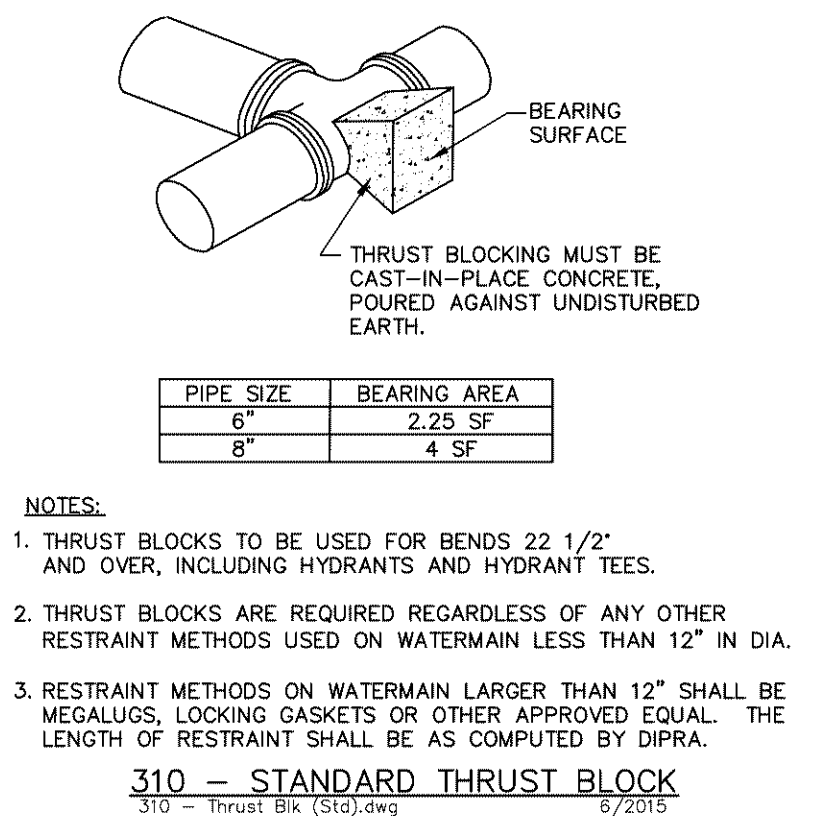 BEARING
SURFACE
THRUST BLOCKING MUST BE
CAST-IN-PLACE CONCRETE,
POURED AGAINST UNDISTURBED
EARTH.
PIPE SIZE BEARING AREA
6" 2.25 SF
8" 4 SF
NOTES:
1. THRUST BLOCKS TO BE USED FOR BENDS 22 1/2°
AND OVER, INCLUDING HYDRANTS AND HYDRANT TEES.
2. THRUST BLOCKS ARE REQUIRED REGARDLESS OF ANY OTHER
RESTRAINT METHODS USED ON WATERMAIN LESS THAN 12" IN DIA.
3. RESTRAINT METHODS ON WATERMAIN LARGER THAN 12" SHALL BE
MEGALUGS, LOCKING GASKETS OR OTHER APPROVED EQUAL. THE
LENGTH OF RESTRAINT SHALL BE AS COMPUTED BY DIPRA.
310 - STANDARD THRUST BLOCK
310 - Thrust Blk (Std).dwg 6/2015